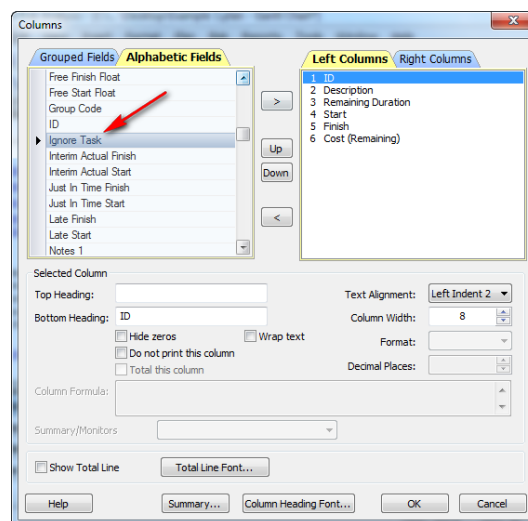 Columns
Grouped Fields Alphabetic Fields
Free Finish Float
Free Start Float
Group Code
ID
Ignore Task
Interim Actual Finish
Interim Actual Start
Just In Time Finish
Just In Time Start
Late Finish
Late Start
Notes 1
>
Up
Down
<
Left Columns Right Columns
1 ID
2 Description
3 Remaining Duration
4 Start
5 Finish
6 Cost (Remaining)
Selected Column
Top Heading:
Text Alignment: Left Indent 2
Bottom Heading: ID
Column Width: 8
Hide zeros Wrap text
Format:
Do not print this column
Decimal Places:
Total this column
Column Formula:
Summary/Monitors
Show Total Line Total Line Font...
Help Summary... Column Heading Font... OK Cancel